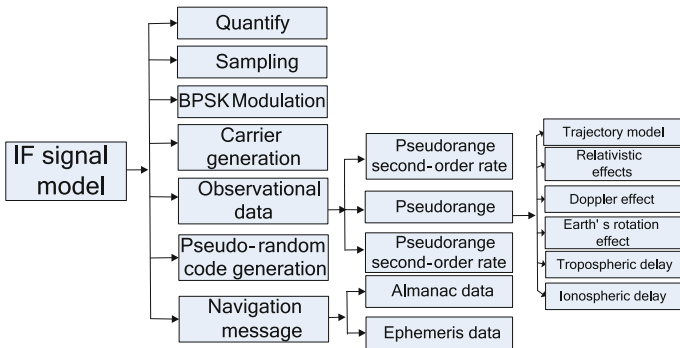 IF signal
model
Quantify
Sampling
BPSK Modulation
Carrier
generation
Observational
data
Pseudo-random
code generation
Navigation
message
Pseudorange
second-order rate
Pseudorange
Pseudorange
second-order rate
Almanac data
Ephemeris data
Trajectory model
Relativistic
effects
Doppler effect
Earth' s rotation
effect
Tropospheric delay
Ionospheric delay